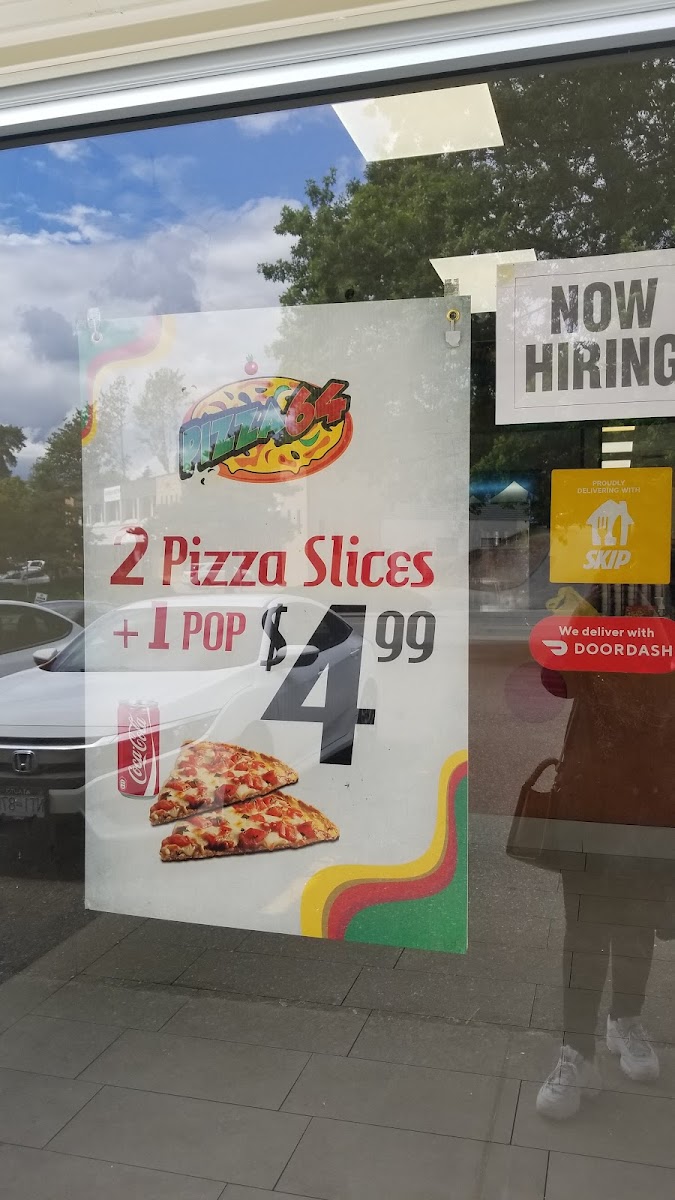 PIZZA 64
2 Pizza Slices
+ 1 POP $4.99
Coca-Cola
NOW
HIRING
PROUDLY
DELIVERING WITH
SKIP
We deliver with
DOORDASH